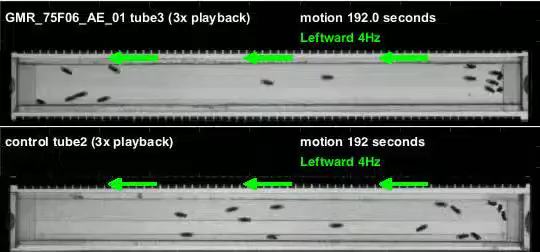 GMR_75F06_AE_01 tube3 (3x playback)
motion 192.0 seconds
Leftward 4Hz
control tube2 (3x playback)
motion 192 seconds
Leftward 4Hz